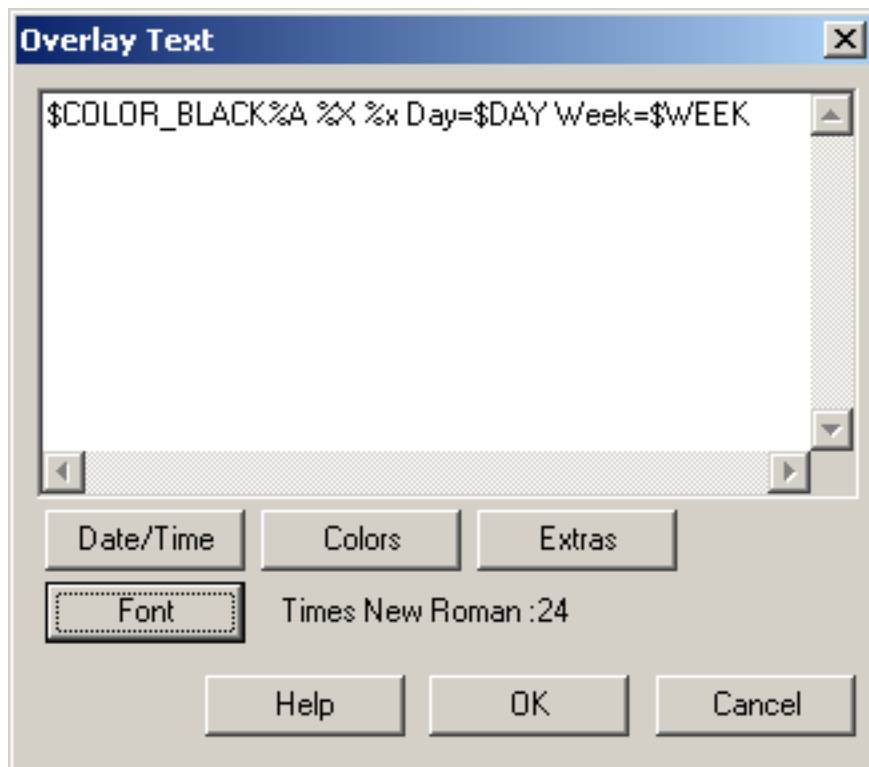 Overlay Text
$COLOR_BLACK%A %X %x Day=$DAY Week=$WEEK
Date/Time Colors Extras
Font Times New Roman :24
Help OK Cancel